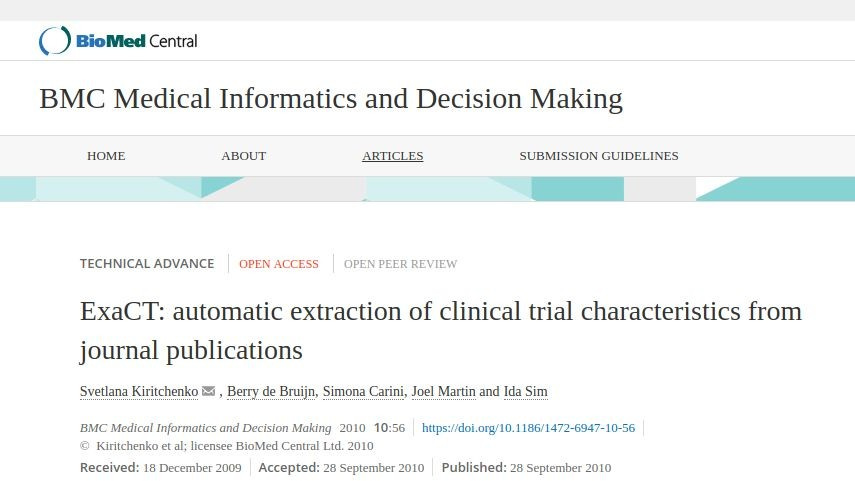 BioMed Central
BMC Medical Informatics and Decision Making
HOME ABOUT ARTICLES SUBMISSION GUIDELINES
TECHNICAL ADVANCE OPEN ACCESS OPEN PEER REVIEW
ExaCT: automatic extraction of clinical trial characteristics from
journal publications
Svetlana Kiritchenko , Berry de Bruijn, Simona Carini, Joel Martin and Ida Sim
BMC Medical Informatics and Decision Making 2010 10:56 https://doi.org/10.1186/1472-6947-10-56
© Kiritchenko et al; licensee BioMed Central Ltd. 2010
Received: 18 December 2009 Accepted: 28 September 2010 Published: 28 September 2010